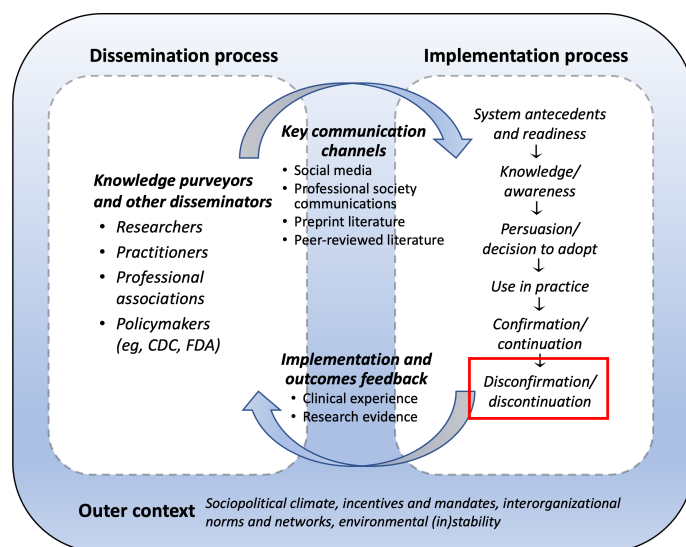 Dissemination process
Implementation process
Key communication
channels
• Social media
• Professional society
communications
• Preprint literature
• Peer-reviewed literature
Knowledge purveyors
and other disseminators
• Researchers
• Practitioners
• Professional
associations
• Policymakers
(eg, CDC, FDA)
System antecedents
and readiness
↓
Knowledge/
awareness
↓
Persuasion/
decision to adopt
↓
Use in practice
↓
Confirmation/
continuation
↓
Disconfirmation/
discontinuation
Implementation and
outcomes feedback
• Clinical experience
• Research evidence
Outer context
Sociopolitical climate, incentives and mandates, interorganizational
norms and networks, environmental (in)stability